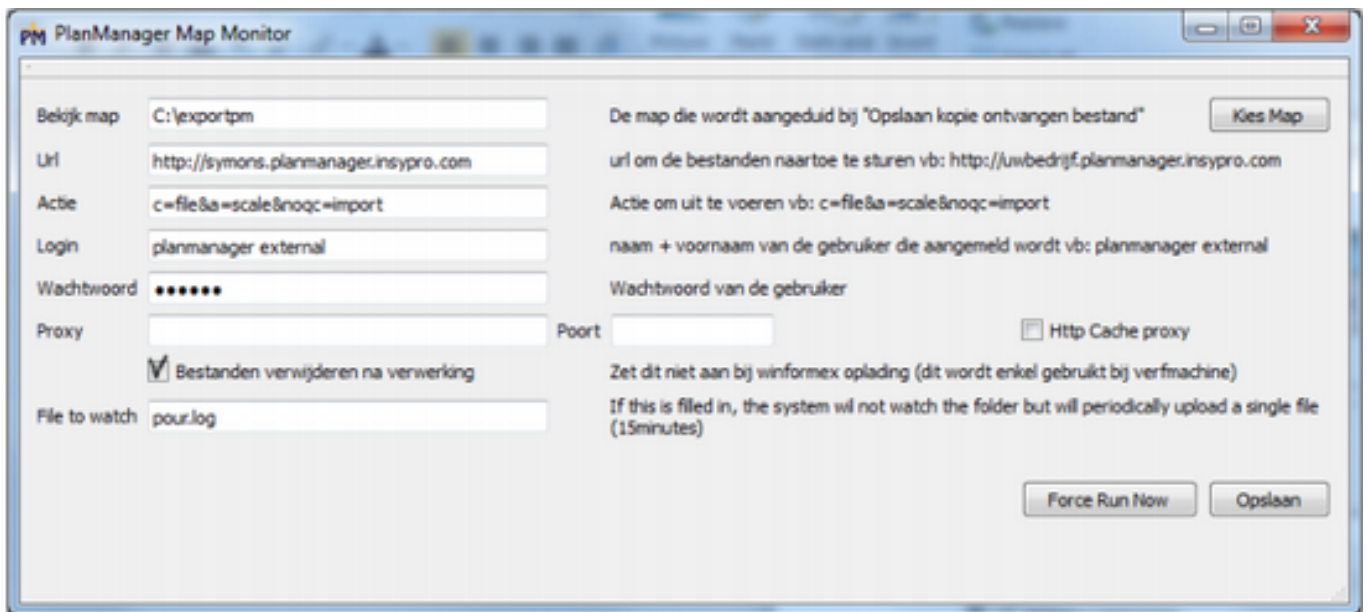 PM PlanManager Map Monitor
Bekijk map C:\exportpm De map die wordt aangeduid bij "Opslaan kopie ontvangen bestand" Kies Map
Url http://symons.planmanager.insypro.com url om de bestanden naartoe te sturen vb: http://uwbedrijf.planmanager.insypro.com
Actie c=file&a=scale&noqc=import Actie om uit te voeren vb: c=file&a=scale&noqc=import
Login planmanager external naam + voornaam van de gebruiker die aangemeld wordt vb: planmanager external
Wachtwoord ●●●●●● Wachtwoord van de gebruiker
Proxy Poort Http Cache proxy
Bestanden verwijderen na verwerking Zet dit niet aan bij winformex oplading (dit wordt enkel gebruikt bij verfmachine)
File to watch pour.log If this is filled in, the system wil not watch the folder but will periodically upload a single file
(15minutes)
Force Run Now Opslaan